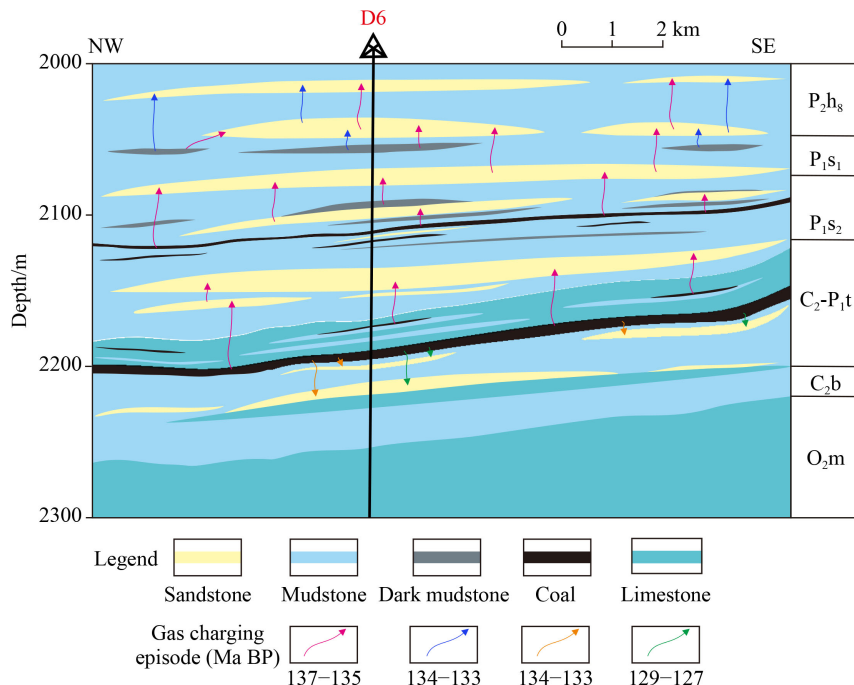 D6
NW
0 1 2 km
SE
2000
2100
2200
2300
Depth/m
P₂h₈
P₁s₁
P₁s₂
C₂-P₁t
C₂b
O₂m
Legend
Sandstone
Mudstone
Dark mudstone
Coal
Limestone
Gas charging
episode (Ma BP)
137−135
134−133
134−133
129−127